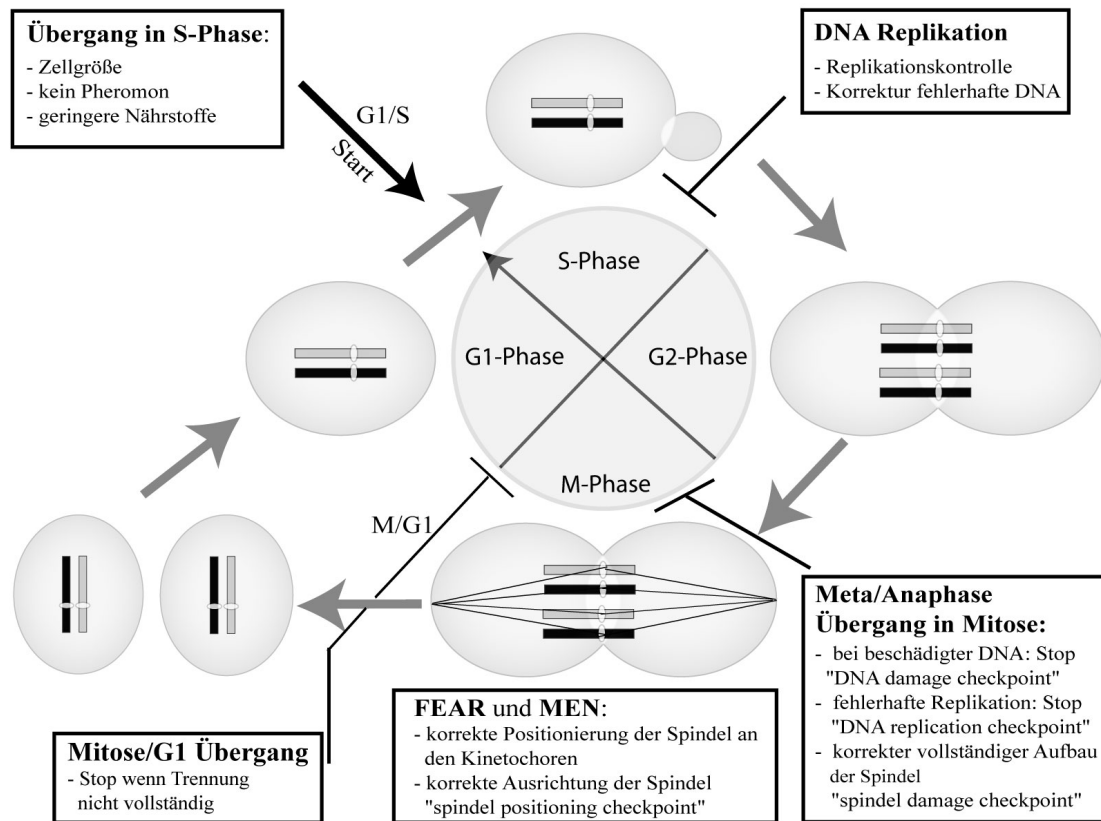 Übergang in S-Phase:
- Zellgröße
- kein Pheromon
- geringere Nährstoffe
G1/S
Start
DNA Replikation
- Replikationskontrolle
- Korrektur fehlerhafte DNA
S-Phase
G1-Phase
G2-Phase
M-Phase
M/G1
Meta/Anaphase
Übergang in Mitose:
- bei beschädigter DNA: Stop
"DNA damage checkpoint"
- fehlerhafte Replikation: Stop
"DNA replication checkpoint"
- korrekter vollständiger Aufbau
der Spindel
"spindel damage checkpoint"
FEAR und MEN:
- korrekte Positionierung der Spindel an
den Kinetochoren
- korrekte Ausrichtung der Spindel
"spindel positioning checkpoint"
Mitose/G1 Übergang
- Stop wenn Trennung
nicht vollständig